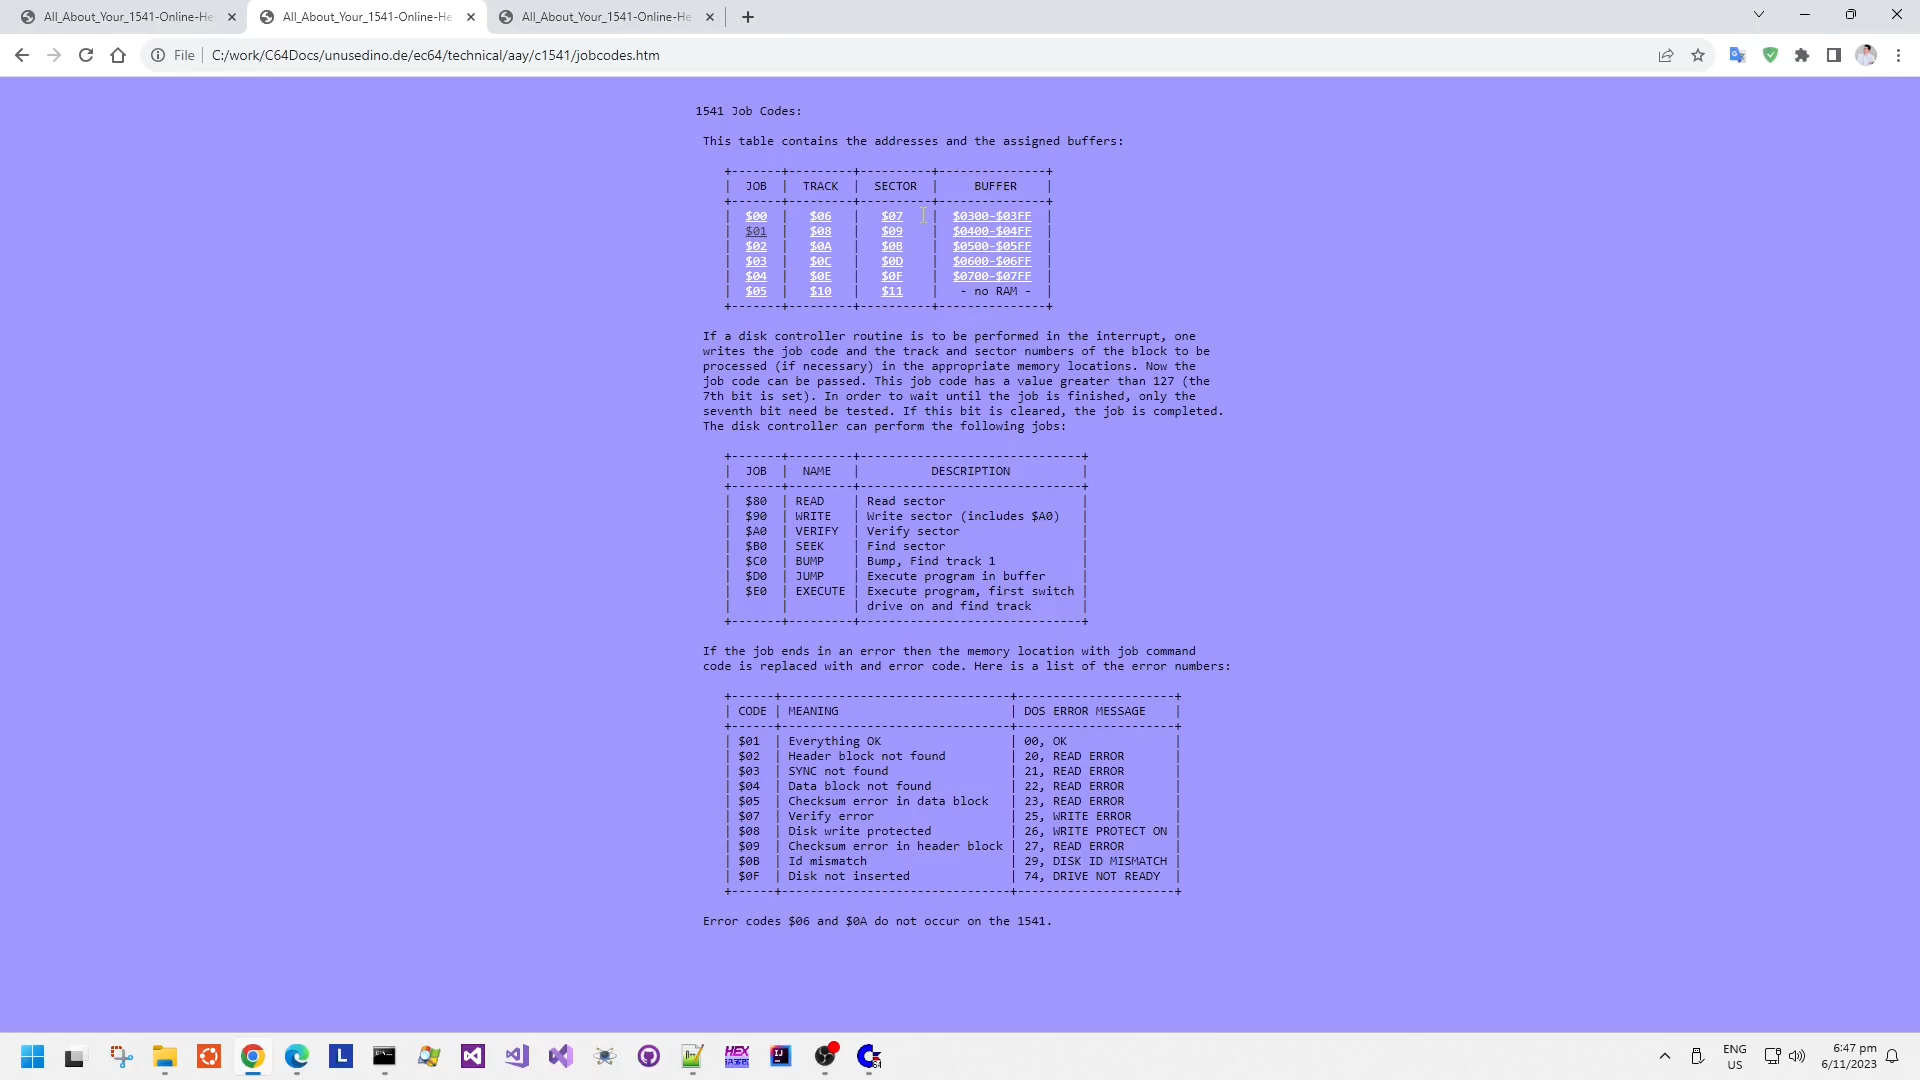 All_About_Your_1541-Online-He
All_About_Your_1541-Online-He
All_About_Your_1541-Online-He
File
C:/work/C64Docs/unusedino.de/ec64/technical/aay/c1541/jobcodes.htm
1541 Job Codes:
This table contains the addresses and the assigned buffers:
+-------+---------+----------+---------------+
|  JOB  |  TRACK  |  SECTOR  |     BUFFER    |
+-------+---------+----------+---------------+
|  $00  |   $06   |   $07    |  $0300-$03FF  |
|  $01  |   $08   |   $09    |  $0400-$04FF  |
|  $02  |   $0A   |   $0B    |  $0500-$05FF  |
|  $03  |   $0C   |   $0D    |  $0600-$06FF  |
|  $04  |   $0E   |   $0F    |  $0700-$07FF  |
|  $05  |   $10   |   $11    |   - no RAM -  |
+-------+---------+----------+---------------+
If a disk controller routine is to be performed in the interrupt, one
writes the job code and the track and sector numbers of the block to be
processed (if necessary) in the appropriate memory locations. Now the
job code can be passed. This job code has a value greater than 127 (the
7th bit is set). In order to wait until the job is finished, only the
seventh bit need be tested. If this bit is cleared, the job is completed.
The disk controller can perform the following jobs:
+-------+---------+-------------------------------+
|  JOB  |  NAME   |          DESCRIPTION          |
+-------+---------+-------------------------------+
|  $80  | READ    | Read sector                   |
|  $90  | WRITE   | Write sector (includes $A0)   |
|  $A0  | VERIFY  | Verify sector                 |
|  $B0  | SEEK    | Find sector                   |
|  $C0  | BUMP    | Bump, Find track 1            |
|  $D0  | JUMP    | Execute program in buffer     |
|  $E0  | EXECUTE | Execute program, first switch |
|       |         | drive on and find track       |
+-------+---------+-------------------------------+
If the job ends in an error then the memory location with job command
code is replaced with and error code. Here is a list of the error numbers:
+------+--------------------------------+----------------------+
| CODE | MEANING                        | DOS ERROR MESSAGE    |
+------+--------------------------------+----------------------+
| $01  | Everything OK                  | 00, OK               |
| $02  | Header block not found         | 20, READ ERROR       |
| $03  | SYNC not found                 | 21, READ ERROR       |
| $04  | Data block not found           | 22, READ ERROR       |
| $05  | Checksum error in data block   | 23, READ ERROR       |
| $07  | Verify error                   | 25, WRITE ERROR      |
| $08  | Disk write protected           | 26, WRITE PROTECT ON |
| $09  | Checksum error in header block | 27, READ ERROR       |
| $0B  | Id mismatch                    | 29, DISK ID MISMATCH |
| $0F  | Disk not inserted              | 74, DRIVE NOT READY  |
+------+--------------------------------+----------------------+
Error codes $06 and $0A do not occur on the 1541.
L
HEX
IJ
64
ENG
US
6:47 pm
6/11/2023